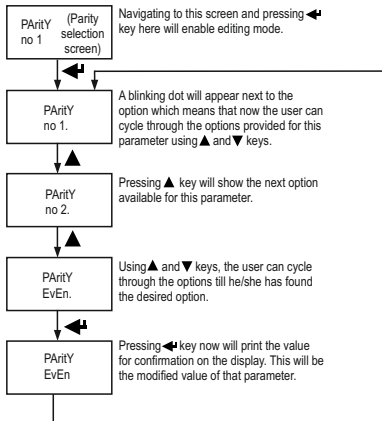 PAritY (Parity
no 1 selection
screen)
Navigating to this screen and pressing
key here will enable editing mode.
PAritY
no 1.
A blinking dot will appear next to the
option which means that now the user can
cycle through the options provided for this
parameter using ▲ and ▼ keys.
PAritY
no 2.
Pressing ▲ key will show the next option
available for this parameter.
PAritY
EvEn.
Using ▲ and ▼ keys, the user can cycle
through the options till he/she has found
the desired option.
PAritY
EvEn
Pressing key now will print the value
for confirmation on the display. This will be
the modified value of that parameter.